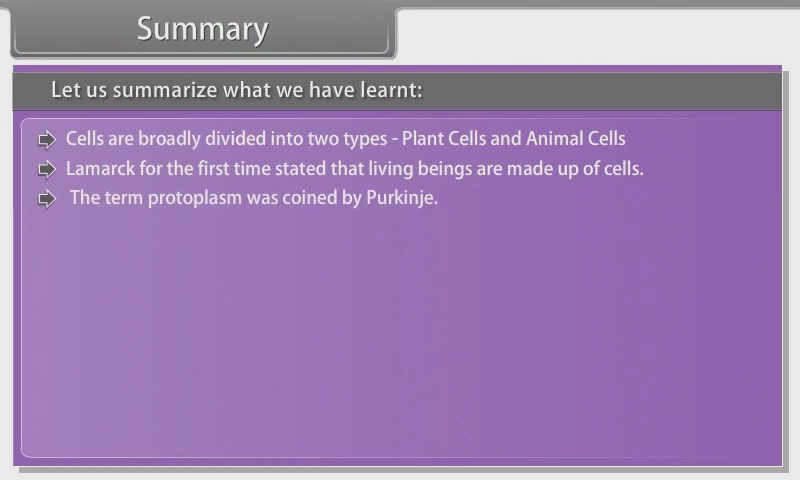 Summary
Let us summarize what we have learnt:
Cells are broadly divided into two types - Plant Cells and Animal Cells
Lamarck for the first time stated that living beings are made up of cells.
The term protoplasm was coined by Purkinje.